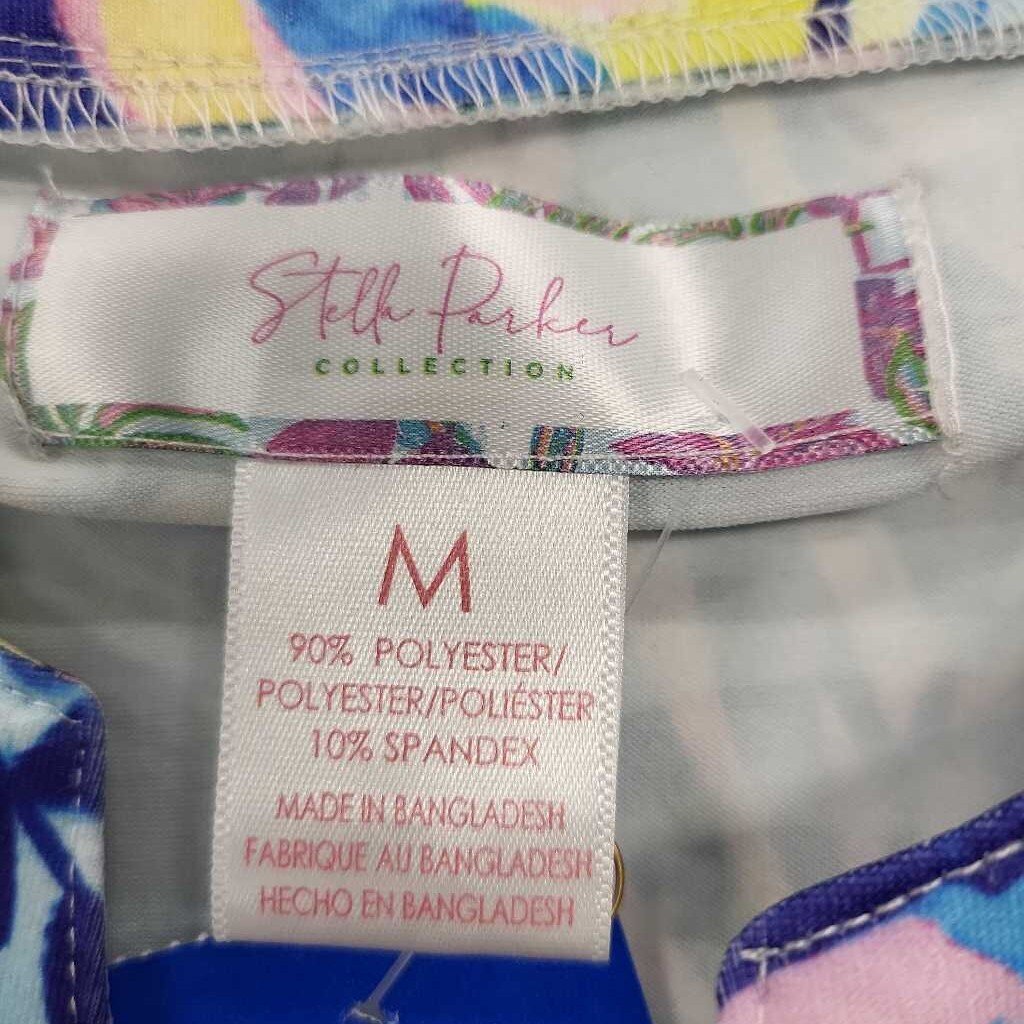 Stella Parker
COLLECTION
M
90% POLYESTER/
POLYESTER/POLIÉSTER
10% SPANDEX
MADE IN BANGLADESH
FABRIQUE AU BANGLADESH
HECHO EN BANGLADESH